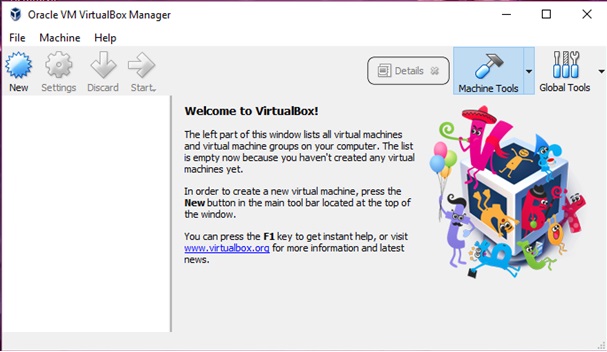 Oracle VM VirtualBox Manager
File Machine Help
New Settings Discard Start Details Machine Tools Global Tools
Welcome to VirtualBox!
The left part of this window lists all virtual machines
and virtual machine groups on your computer. The list
is empty now because you haven't created any virtual
machines yet.
In order to create a new virtual machine, press the
New button in the main tool bar located at the top of
the window.
You can press the F1 key to get instant help, or visit
www.virtualbox.org for more information and latest
news.